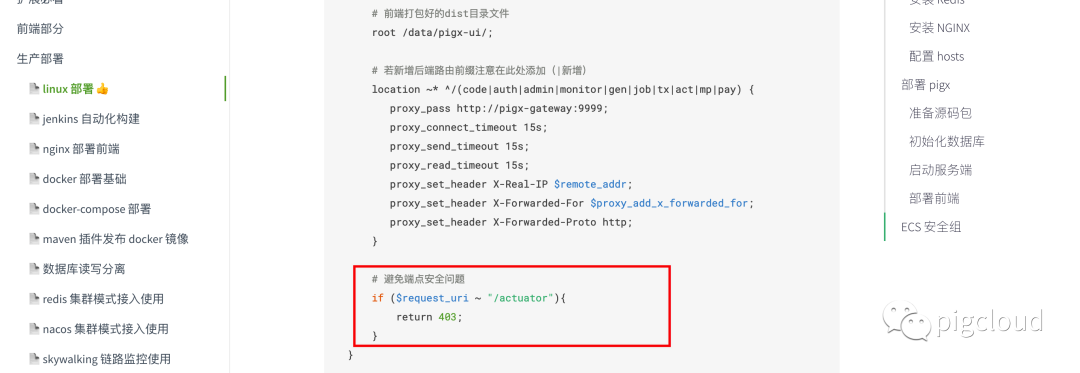 扩展必看
前端部分
生产部署
linux 部署👍
jenkins 自动化构建
nginx 部署前端
docker 部署基础
docker-compose 部署
maven 插件发布 docker 镜像
数据库读写分离
redis 集群模式接入使用
nacos 集群模式接入使用
skywalking 链路监控使用
# 前端打包好的dist目录文件
root /data/pigx-ui/;
# 若新增后端路由前缀注意在此处添加（|新增）
location ~* ^/(code|auth|admin|monitor|gen|job|tx|act|mp|pay) {
proxy_pass http://pigx-gateway:9999;
proxy_connect_timeout 15s;
proxy_send_timeout 15s;
proxy_read_timeout 15s;
proxy_set_header X-Real-IP $remote_addr;
proxy_set_header X-Forwarded-For $proxy_add_x_forwarded_for;
proxy_set_header X-Forwarded-Proto http;
}
# 避免端点安全问题
if ($request_uri ~ "/actuator"){
return 403;
}
}
安装 Redis
安装 NGINX
配置 hosts
部署 pigx
准备源码包
初始化数据库
启动服务端
部署前端
ECS 安全组
pigcloud